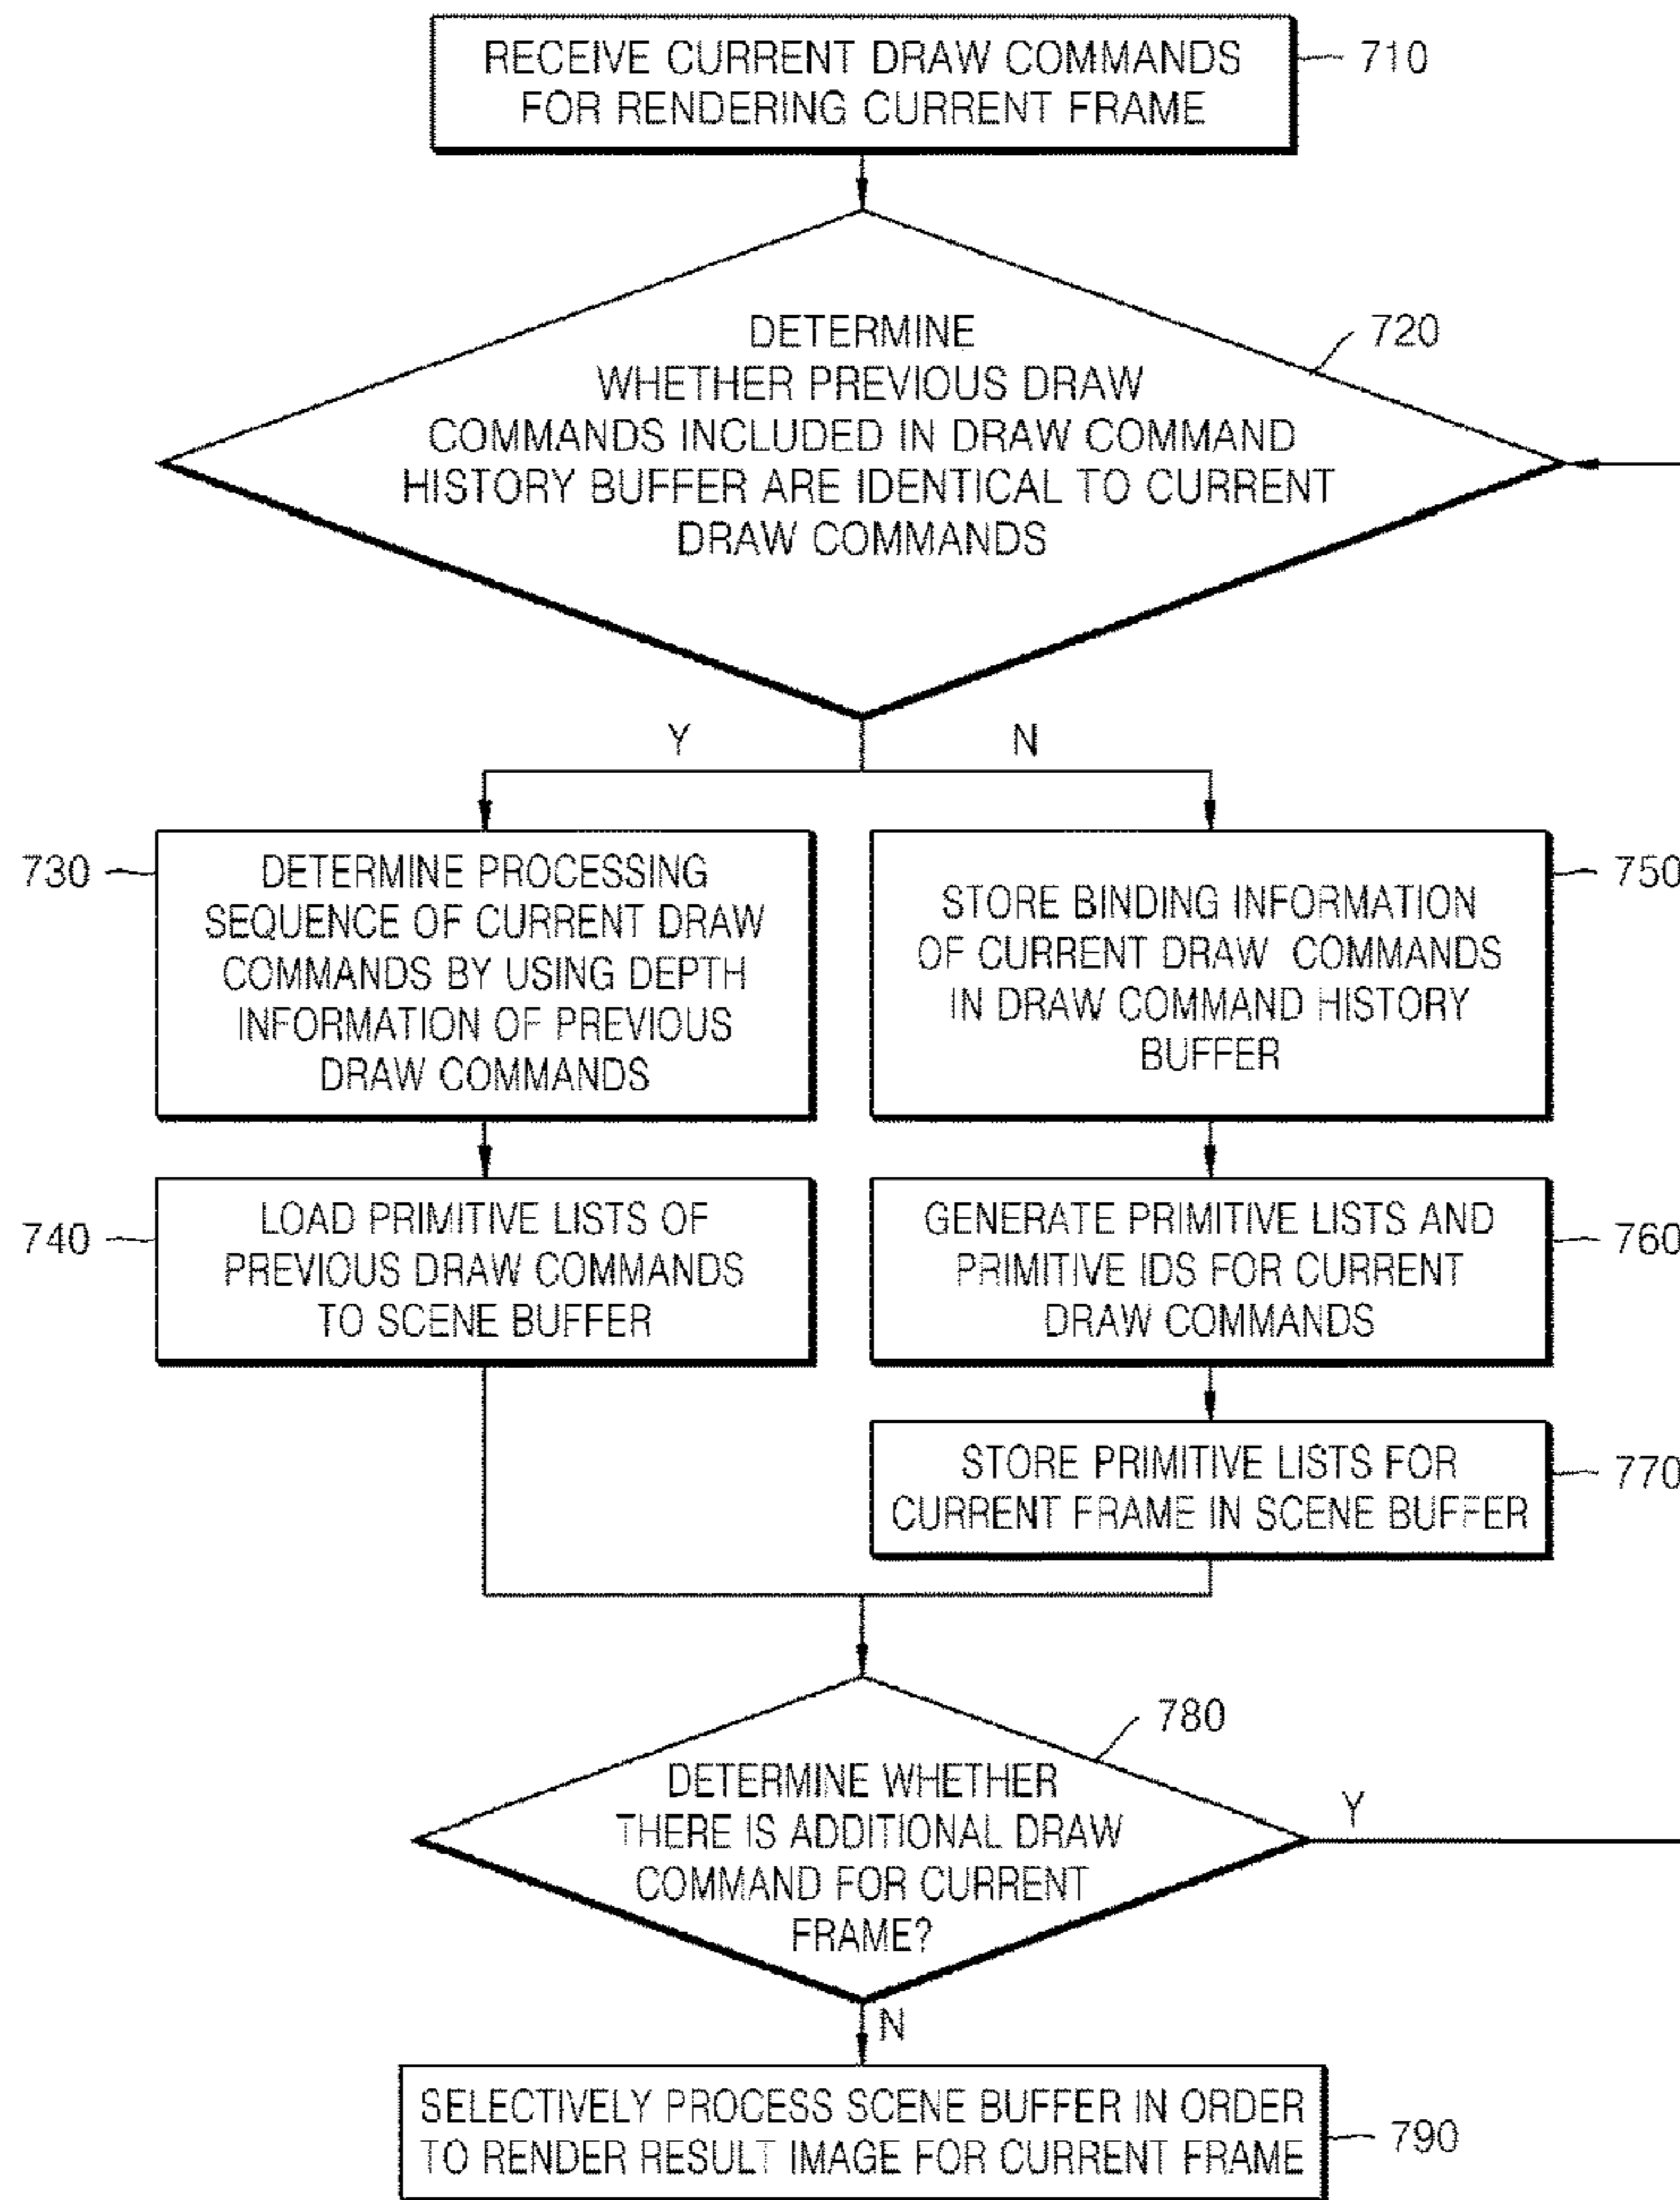 RECEIVE CURRENT DRAW COMMANDS
FOR RENDERING CURRENT FRAME
710
DETERMINE
WHETHER PREVIOUS DRAW
COMMANDS INCLUDED IN DRAW COMMAND
HISTORY BUFFER ARE IDENTICAL TO CURRENT
DRAW COMMANDS
720
Y
N
730
DETERMINE PROCESSING
SEQUENCE OF CURRENT DRAW
COMMANDS BY USING DEPTH
INFORMATION OF PREVIOUS
DRAW COMMANDS
STORE BINDING INFORMATION
OF CURRENT DRAW COMMANDS
IN DRAW COMMAND HISTORY
BUFFER
750
740
LOAD PRIMITIVE LISTS OF
PREVIOUS DRAW COMMANDS
TO SCENE BUFFER
GENERATE PRIMITIVE LISTS AND
PRIMITIVE IDS FOR CURRENT
DRAW COMMANDS
760
STORE PRIMITIVE LISTS FOR
CURRENT FRAME IN SCENE BUFFER
770
DETERMINE WHETHER
THERE IS ADDITIONAL DRAW
COMMAND FOR CURRENT
FRAME?
780
Y
N
SELECTIVELY PROCESS SCENE BUFFER IN ORDER
TO RENDER RESULT IMAGE FOR CURRENT FRAME
790